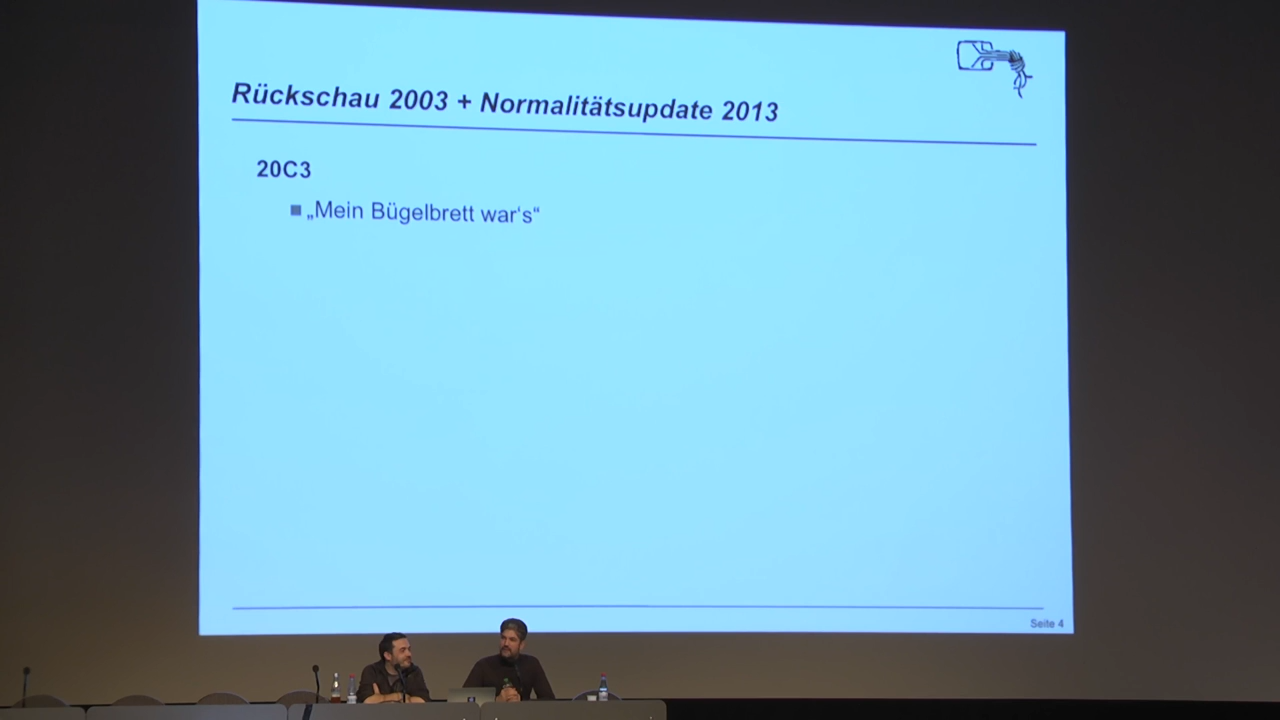 Rückschau 2003 + Normalitätsupdate 2013
20C3
„Mein Bügelbrett war‘s“
Seite 4